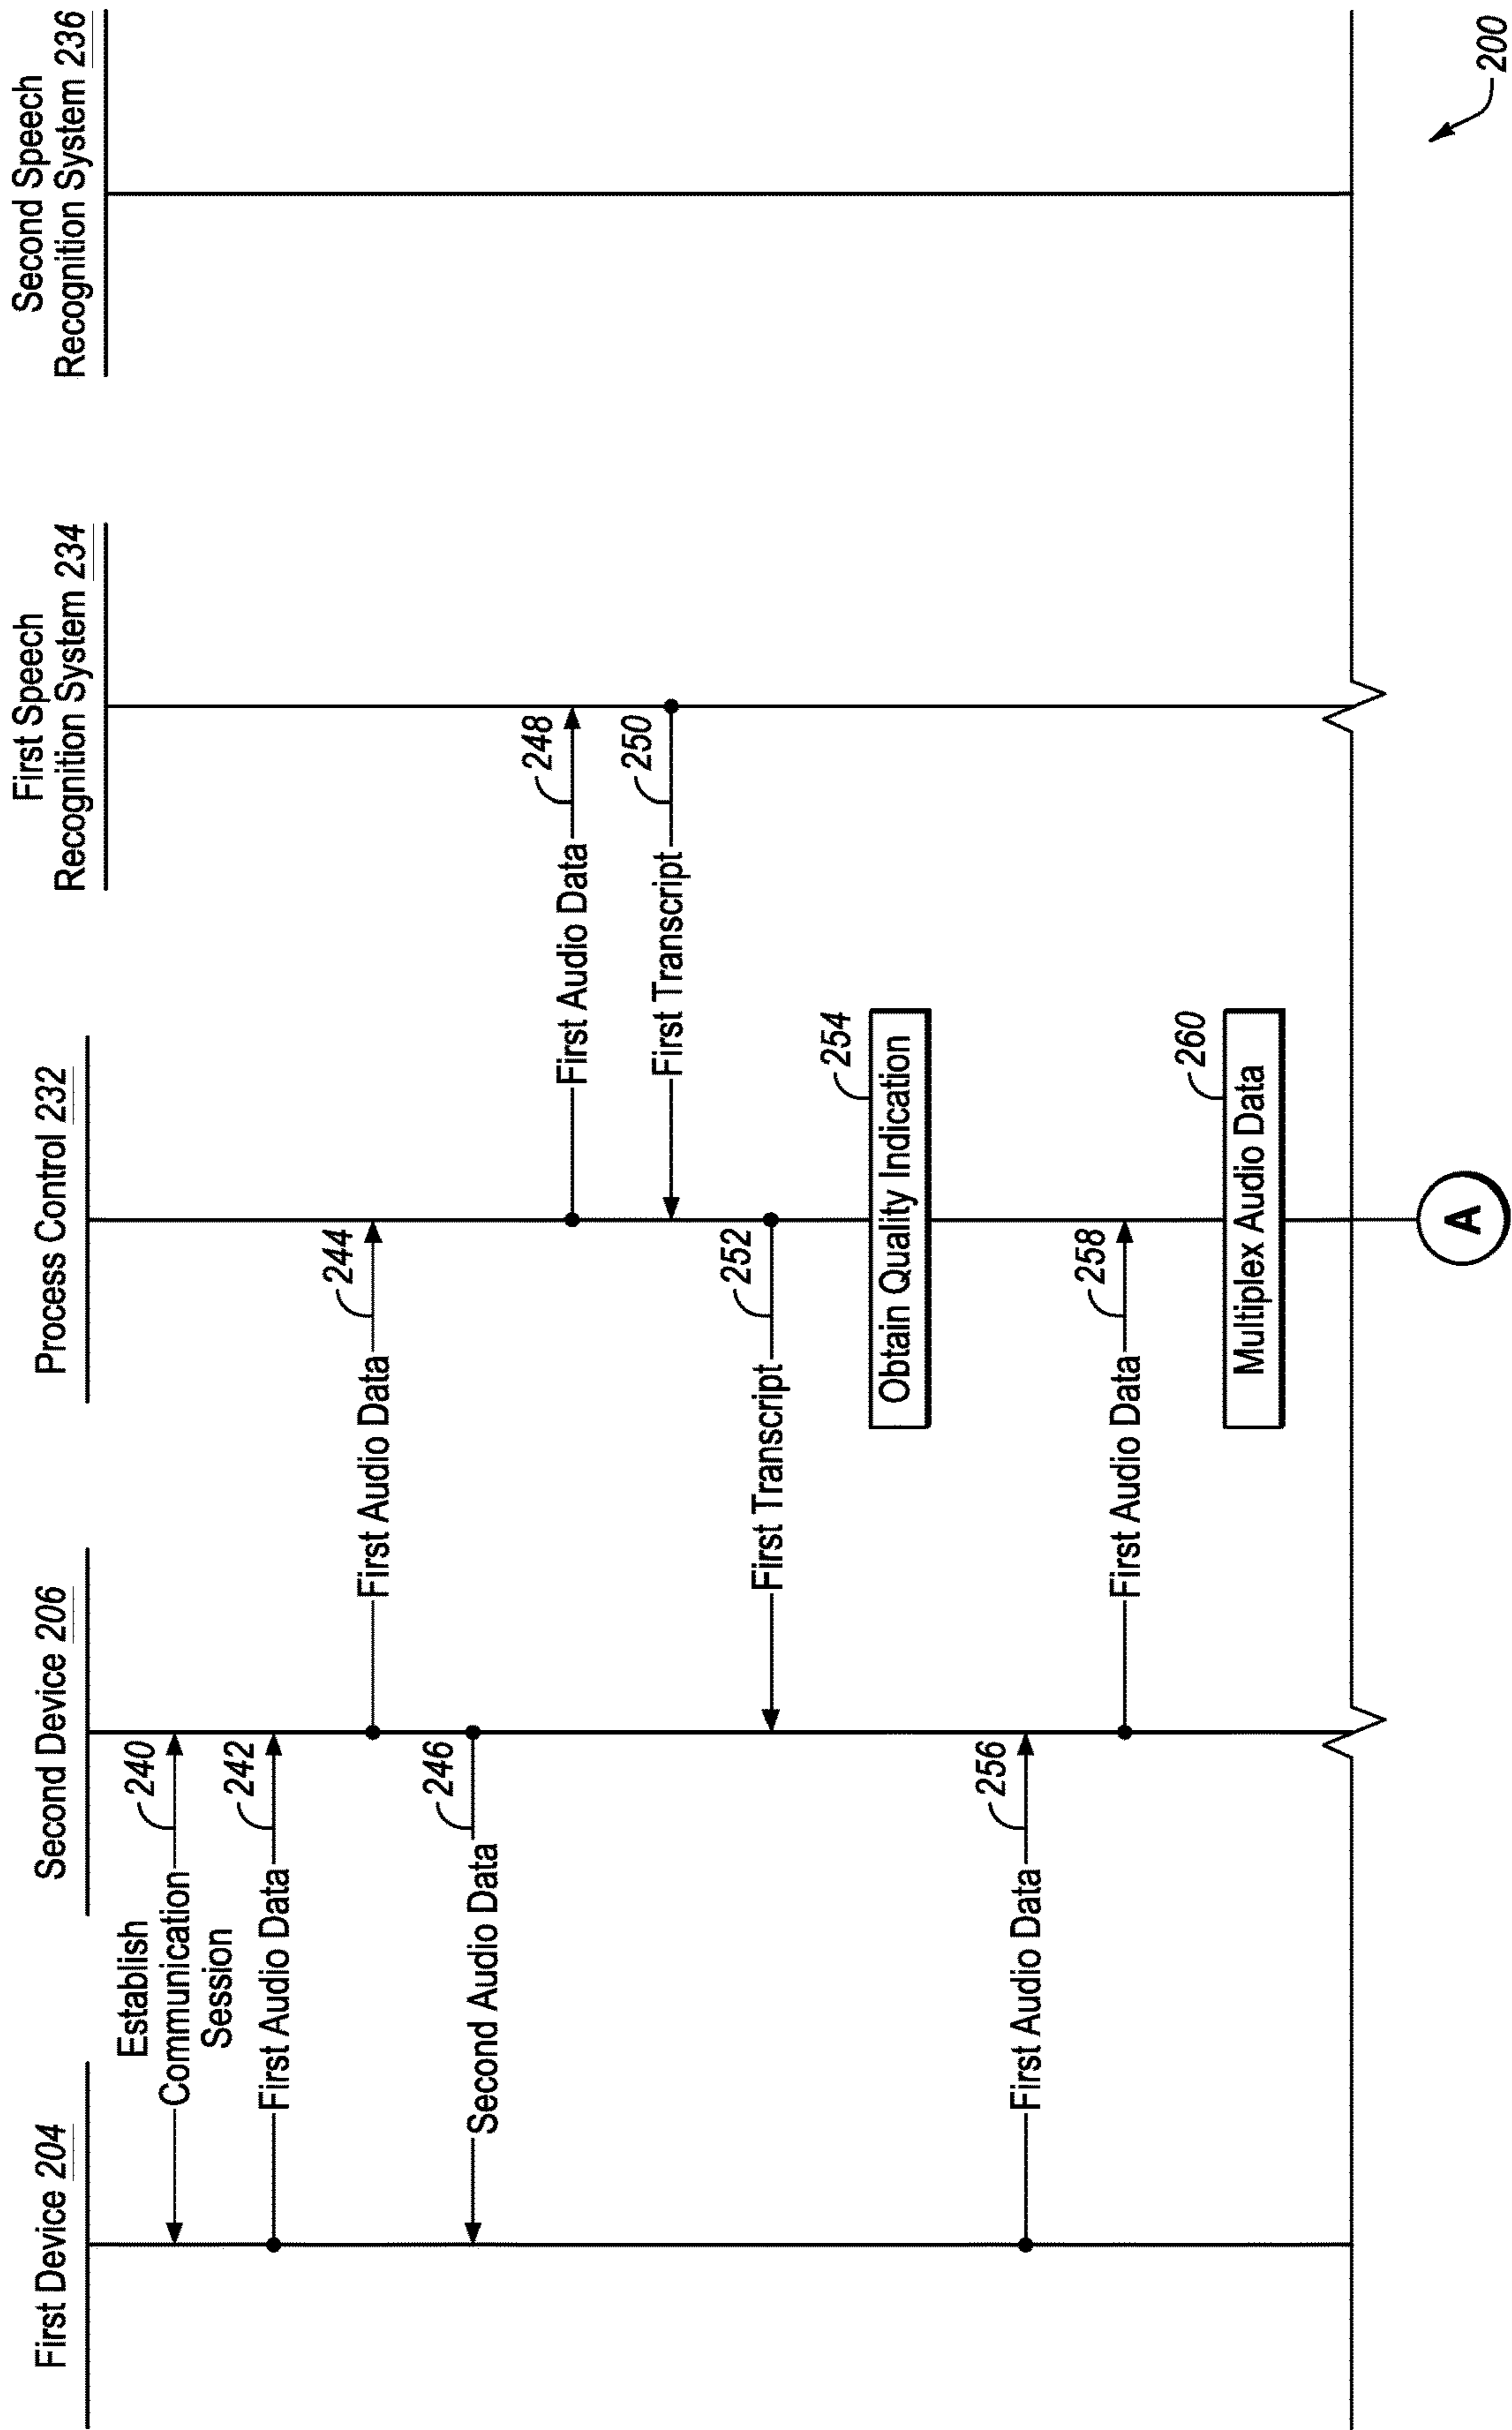 First Device 204
Second Device 206
Process Control 232
First Speech
Recognition System 234
Second Speech
Recognition System 236
Establish
Communication
Session
240
First Audio Data
242
First Audio Data
244
Second Audio Data
246
First Audio Data
248
First Transcript
250
First Transcript
252
Obtain Quality Indication
254
First Audio Data
256
First Audio Data
258
Multiplex Audio Data
260
A
200